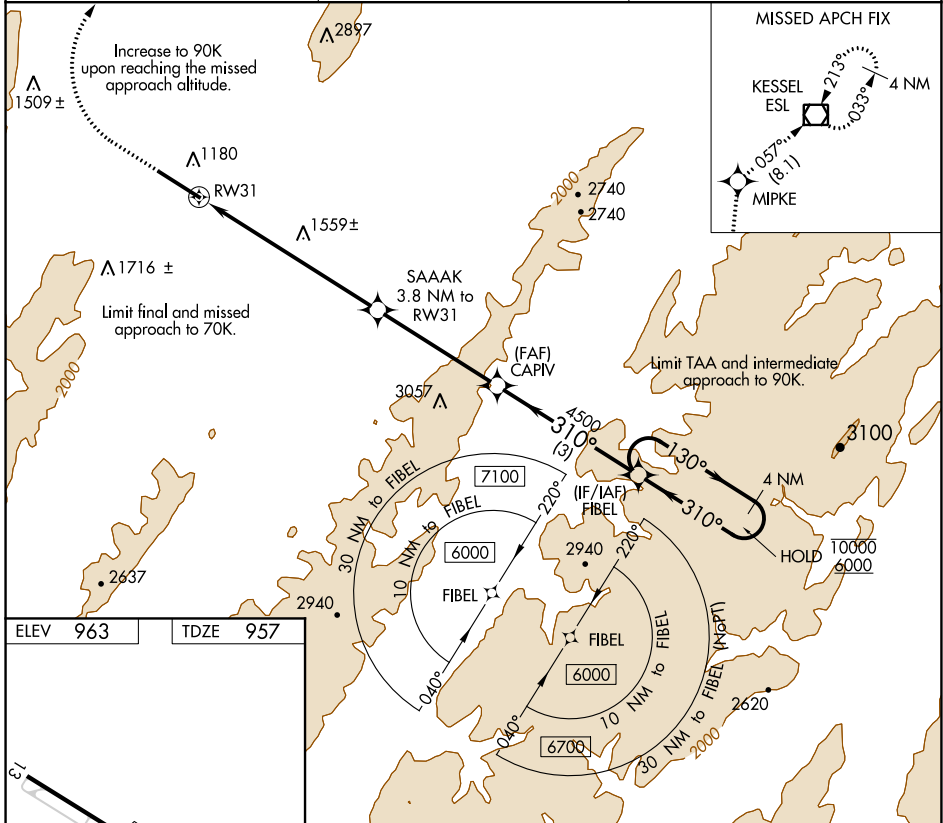 2897
MISSED APCH FIX
Increase to 90K
upon reaching the missed
approach altitude.
1509 ±
KESSEL
ESL
213°
033°
4 NM
057°
(8.1)
MIPKE
1180
RW31
2000
2740
2740
1559±
1716 ±
SAAAK
3.8 NM to
RW31
Limit final and missed
approach to 70K.
2000
(FAF)
CAPIV
Limit TAA and intermediate
approach to 90K.
3057
4500
310°
(3)
3100
130°
4 NM
(IF/IAF)
FIBEL
310°
HOLD
10000
6000
30 NM to FIBEL
7100
220°
10 NM to FIBEL
6000
FIBEL
040°
2940
220°
FIBEL
6000
10 NM to FIBEL
040°
6700
30 NM to FIBEL (NoPT)
2637
2940
2620
2000
ELEV 963
TDZE 957
13